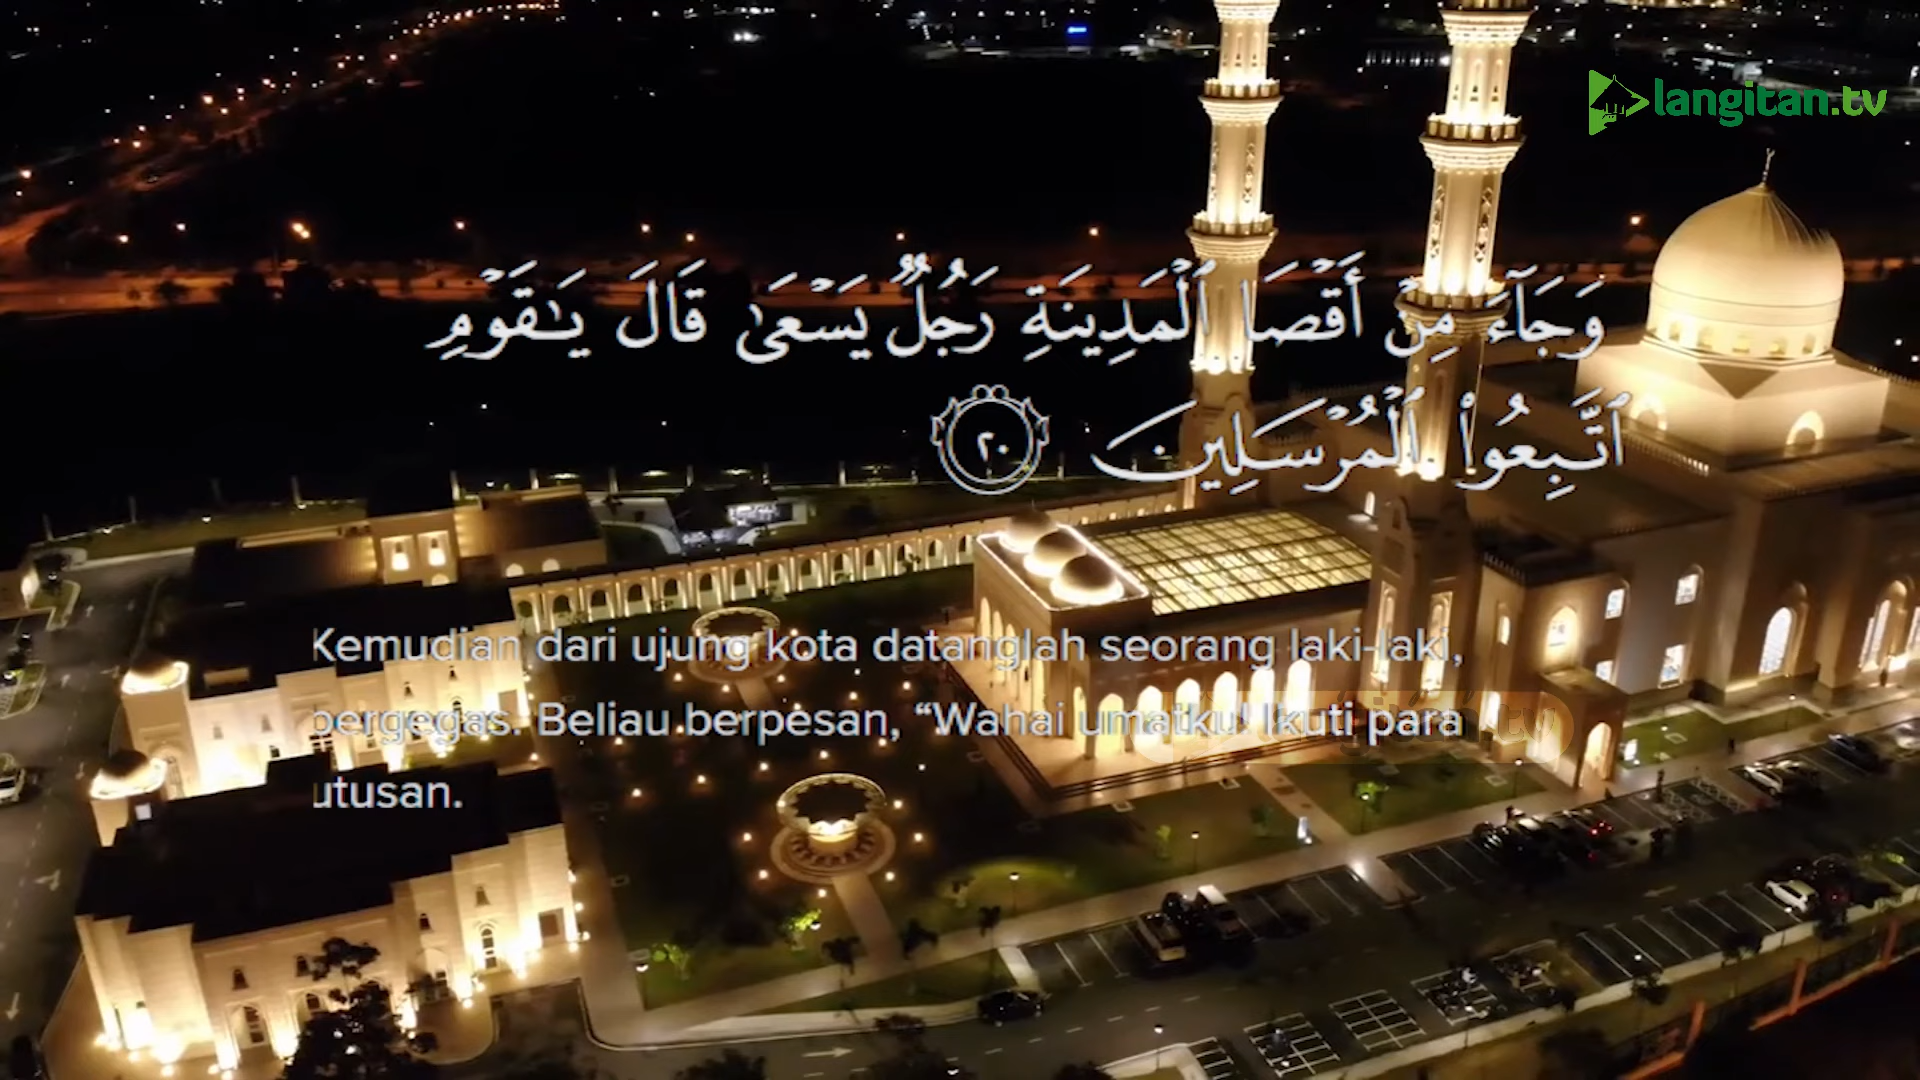 langitan.tv
وَجَآءَ مِنْ أَقْصَا ٱلْمَدِينَةِ رَجُلٌ يَسْعَىٰ قَالَ يَـٰقَوْمِ
ٱتَّبِعُوا۟ ٱلْمُرْسَلِينَ ٢٠
Kemudian dari ujung kota datanglah seorang laki-laki,
bergegas. Beliau berpesan, “Wahai umatku! Ikuti para
utusan.